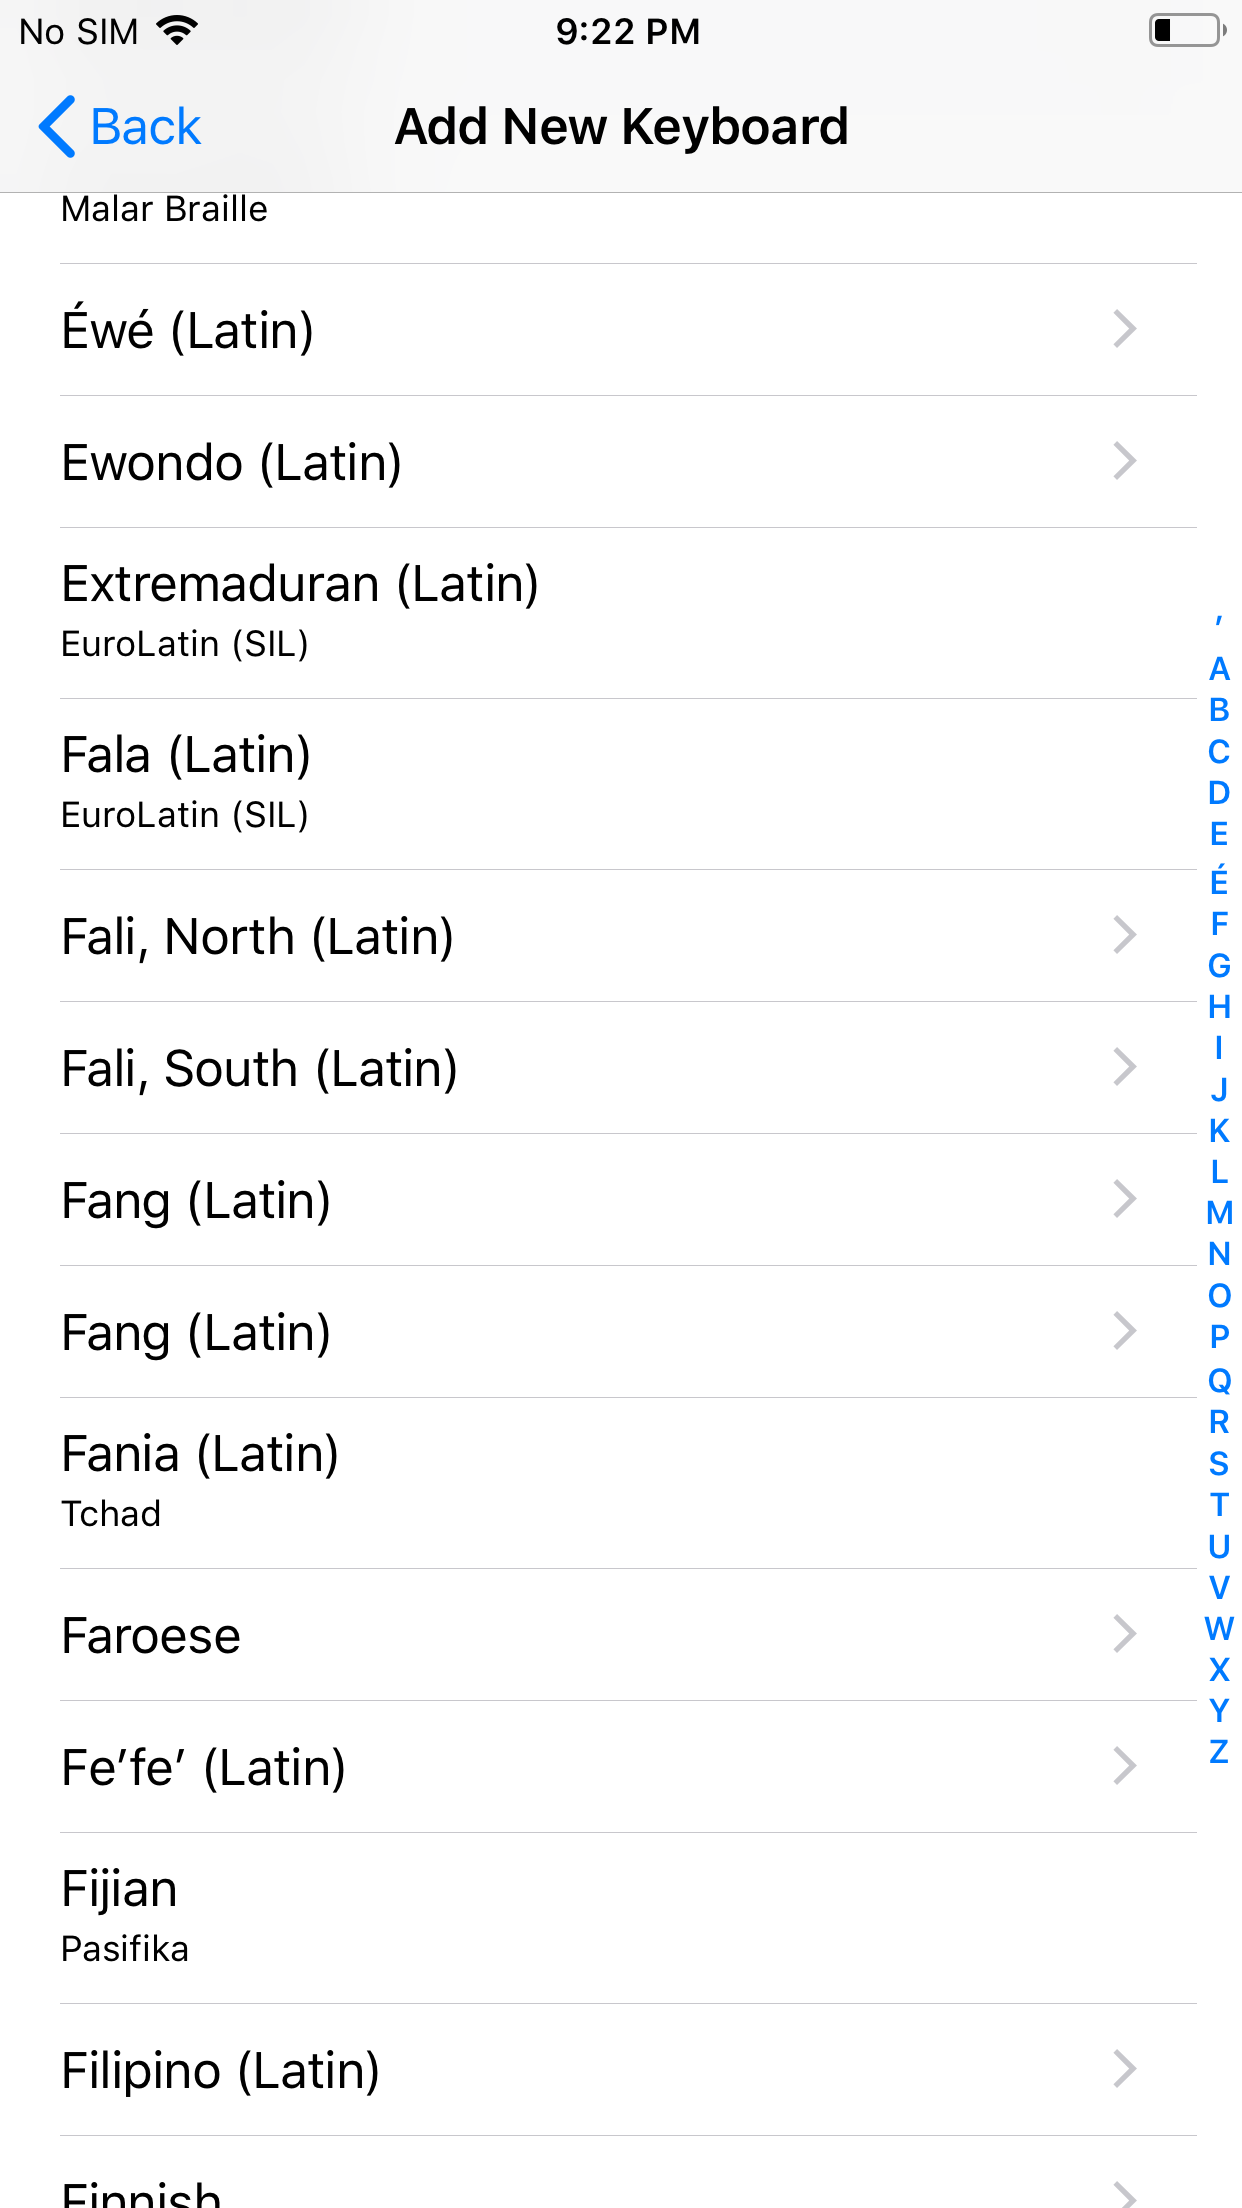 No SIM 9:22 PM
Back Add New Keyboard
Malar Braille
Éwé (Latin)
Ewondo (Latin)
Extremaduran (Latin)
EuroLatin (SIL)
Fala (Latin)
EuroLatin (SIL)
Fali, North (Latin)
Fali, South (Latin)
Fang (Latin)
Fang (Latin)
Fania (Latin)
Tchad
Faroese
Fe’fe’ (Latin)
Fijian
Pasifika
Filipino (Latin)
Finnish
’
A
B
C
D
E
É
F
G
H
I
J
K
L
M
N
O
P
Q
R
S
T
U
V
W
X
Y
Z